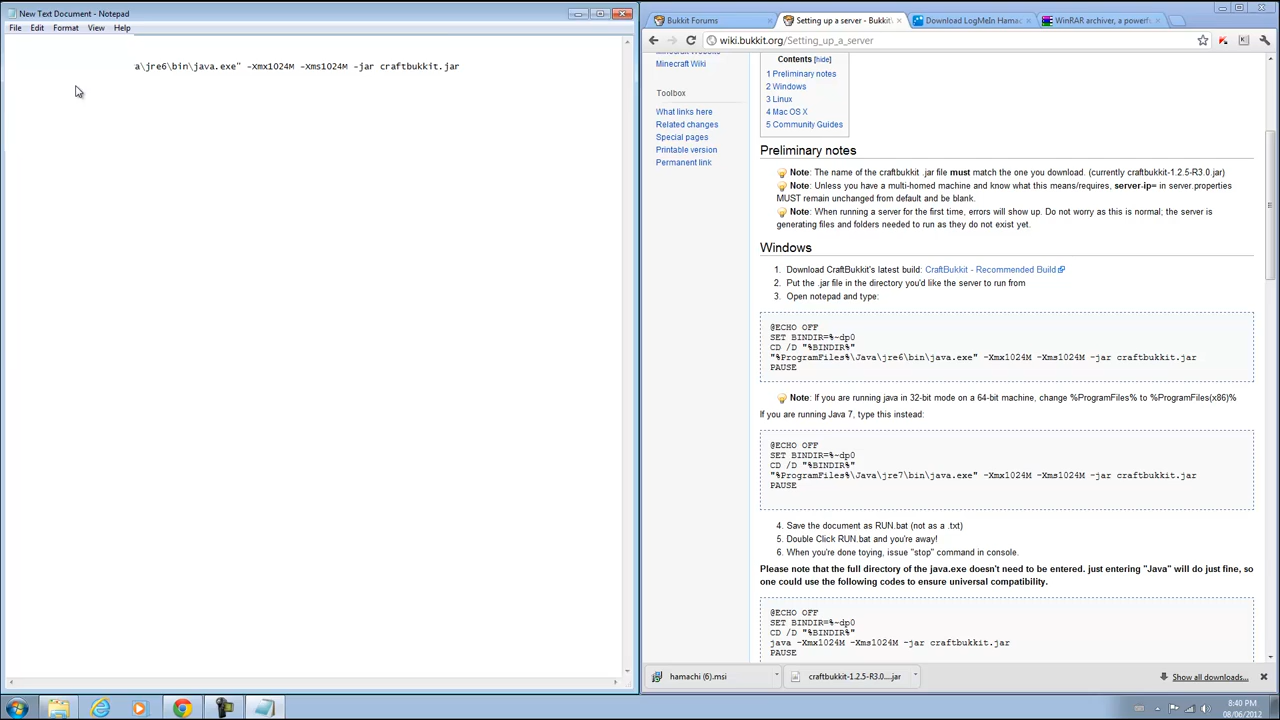 New Text Document - Notepad
File Edit Format View Help
a\jre6\bin\java.exe" -Xmx1024M -Xms1024M -jar craftbukkit.jar
Bukkit Forums
Setting up a server - Bukkit
Download LogMeIn Hamac
WinRAR archiver, a powerf
wiki.bukkit.org/Setting_up_a_server
Minecraft Wiki
Toolbox
What links here
Related changes
Special pages
Printable version
Permanent link
Contents [hide]
1 Preliminary notes
2 Windows
3 Linux
4 Mac OS X
5 Community Guides
Preliminary notes
Note: The name of the craftbukkit .jar file must match the one you download. (currently craftbukkit-1.2.5-R3.0.jar)
Note: Unless you have a multi-homed machine and know what this means/requires, server-ip= in server.properties
MUST remain unchanged from default and be blank.
Note: When running a server for the first time, errors will show up. Do not worry as this is normal; the server is
generating files and folders needed to run as they do not exist yet.
Windows
1. Download CraftBukkit's latest build: CraftBukkit - Recommended Build
2. Put the .jar file in the directory you'd like the server to run from
3. Open notepad and type:
@ECHO OFF
SET BINDIR=%~dp0
CD /D "%BINDIR%"
"%ProgramFiles%\Java\jre6\bin\java.exe" -Xmx1024M -Xms1024M -jar craftbukkit.jar
PAUSE
Note: If you are running java in 32-bit mode on a 64-bit machine, change %ProgramFiles% to %ProgramFiles(x86)%
If you are running Java 7, type this instead:
@ECHO OFF
SET BINDIR=%~dp0
CD /D "%BINDIR%"
"%ProgramFiles%\Java\jre7\bin\java.exe" -Xmx1024M -Xms1024M -jar craftbukkit.jar
PAUSE
4. Save the document as RUN.bat (not as a .txt)
5. Double Click RUN.bat and you're away!
6. When you're done toying, issue "stop" command in console.
Please note that the full directory of the java.exe doesn't need to be entered. just entering "Java" will do just fine, so
one could use the following codes to ensure universal compatibility.
@ECHO OFF
SET BINDIR=%~dp0
CD /D "%BINDIR%"
java -Xmx1024M -Xms1024M -jar craftbukkit.jar
PAUSE
hamachi (6).msi
craftbukkit-1.2.5-R3.0....jar
Show all downloads...
8:40 PM
08/06/2012